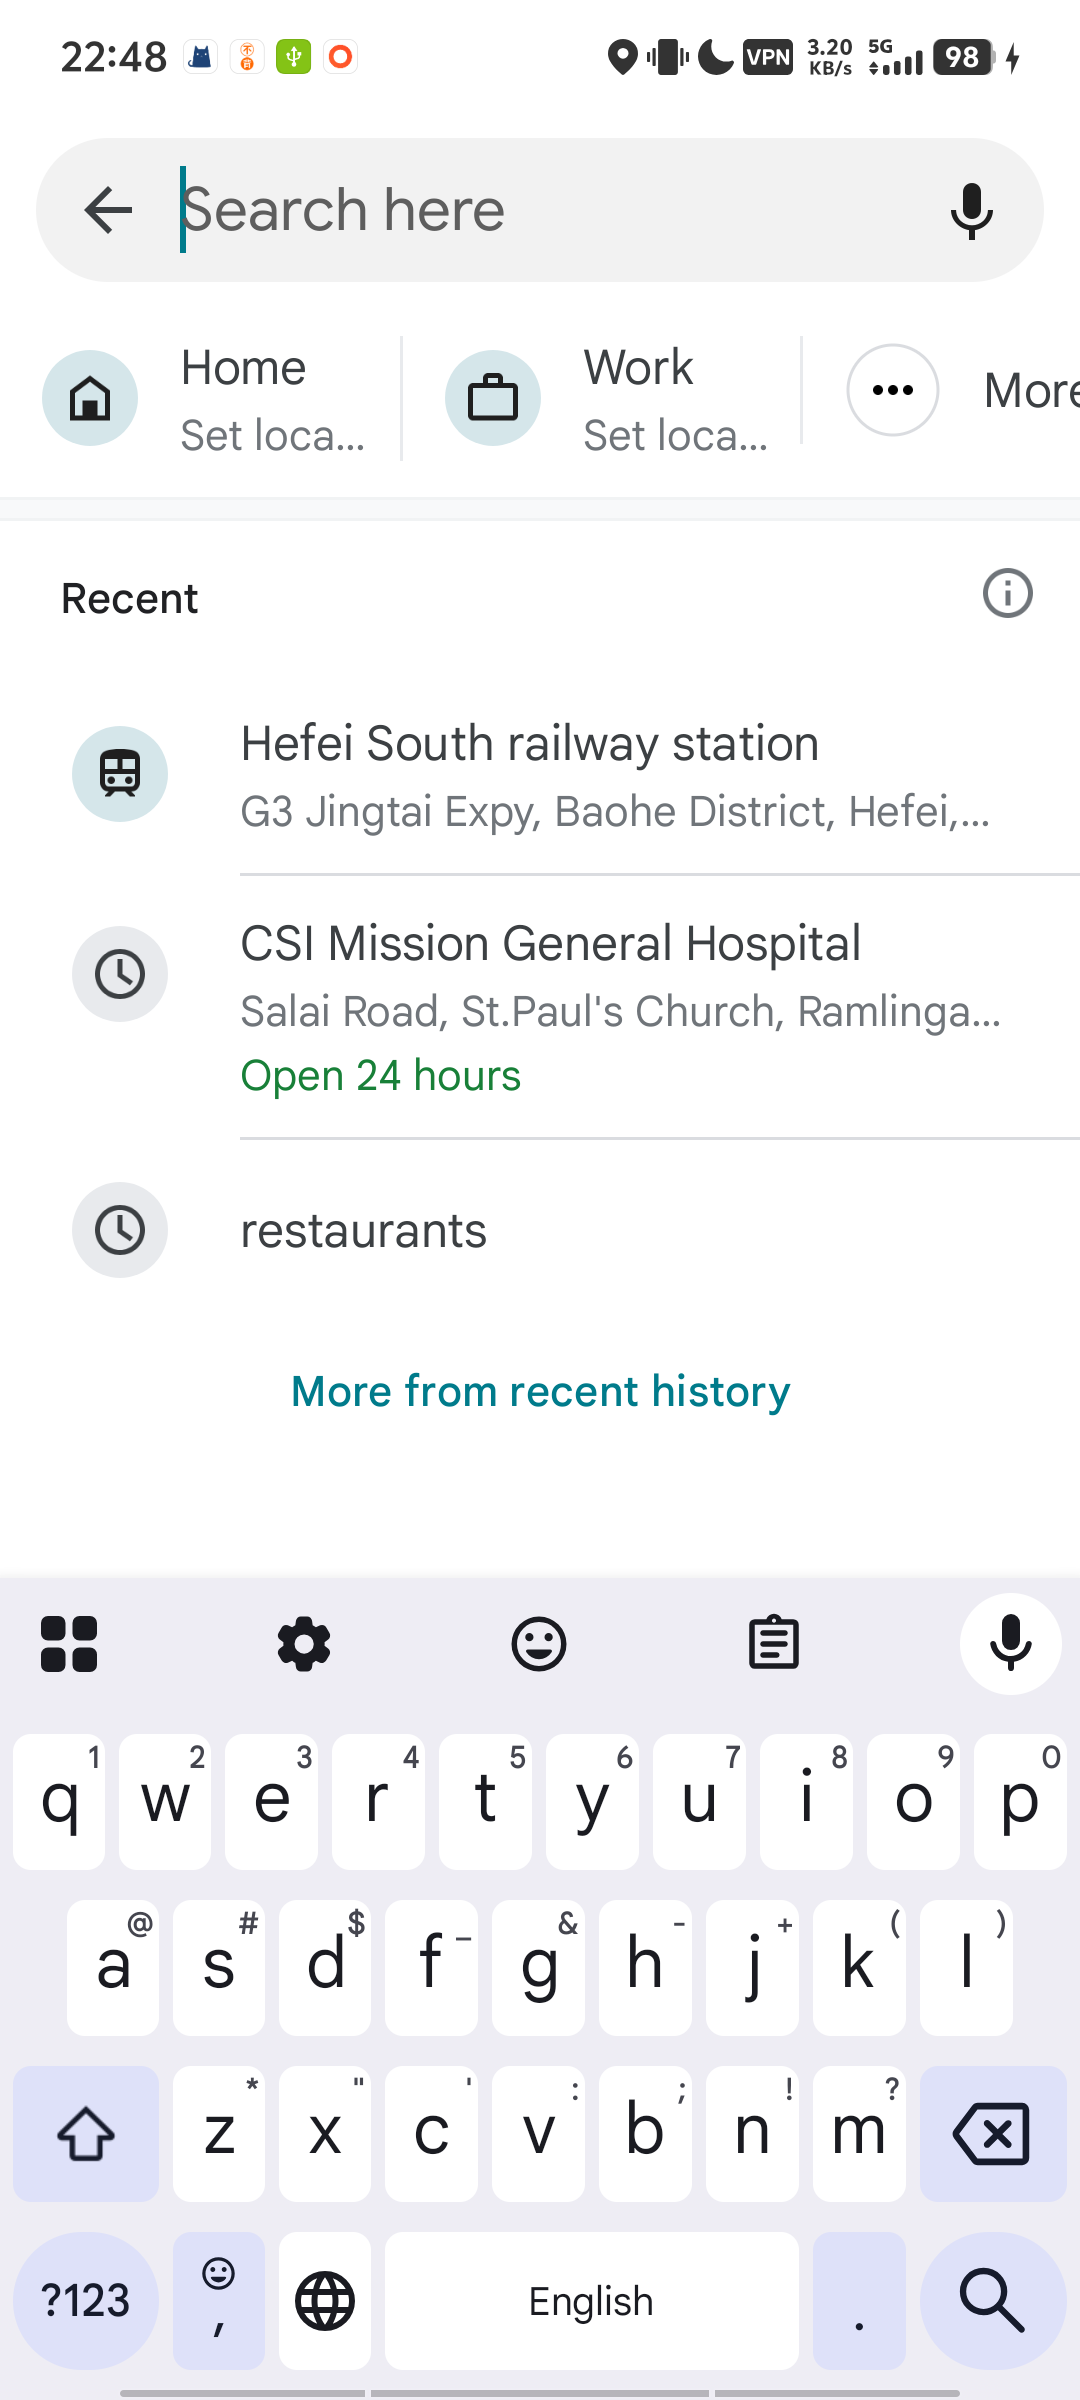 22:48
VPN
3.20 KB/s
5G
98
Search here
Home
Set loca...
Work
Set loca...
More
Recent
Hefei South railway station
G3 Jingtai Expy, Baohe District, Hefei,...
CSI Mission General Hospital
Salai Road, St.Paul's Church, Ramlinga...
Open 24 hours
restaurants
More from recent history
1 2 3 4 5 6 7 8 9 0
q w e r t y u i o p
@ # $ _ & - + ( )
a s d f g h j k l
* " ' : ; ! ?
z x c v b n m
?123 , English .